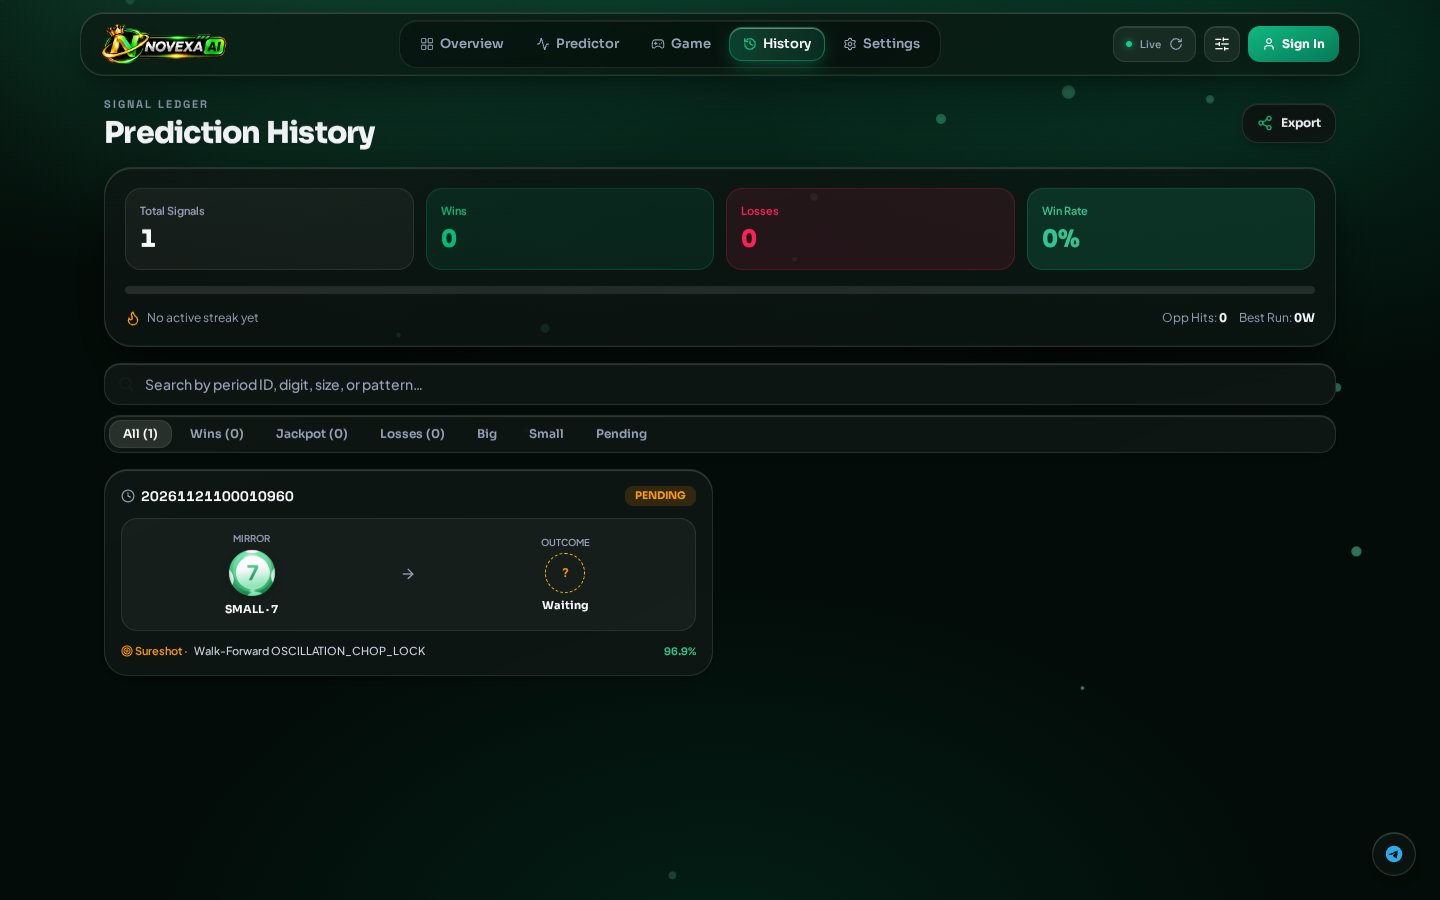 NOVEXA AI
Overview
Predictor
Game
History
Settings
Live
Sign In
SIGNAL LEDGER
Prediction History
Export
Total Signals
1
Wins
0
Losses
0
Win Rate
0%
No active streak yet
Opp Hits: 0 Best Run: 0W
Search by period ID, digit, size, or pattern...
All (1)
Wins (0)
Jackpot (0)
Losses (0)
Big
Small
Pending
20261121100010960
PENDING
MIRROR
7
SMALL · 7
OUTCOME
?
Waiting
Sureshot · Walk-Forward OSCILLATION_CHOP_LOCK
96.9%